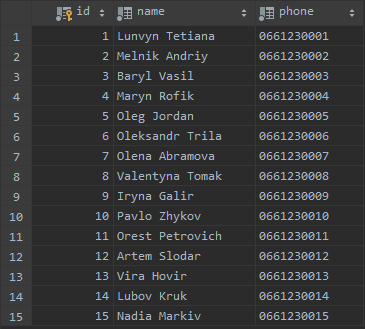 id name phone
1 1 Lunvyn Tetiana 0661230001
2 2 Melnik Andriy 0661230002
3 3 Baryl Vasil 0661230003
4 4 Maryn Rofik 0661230004
5 5 Oleg Jordan 0661230005
6 6 Oleksandr Trila 0661230006
7 7 Olena Abramova 0661230007
8 8 Valentyna Tomak 0661230008
9 9 Iryna Galir 0661230009
10 10 Pavlo Zhykov 0661230010
11 11 Orest Petrovich 0661230011
12 12 Artem Slodar 0661230012
13 13 Vira Hovir 0661230013
14 14 Lubov Kruk 0661230014
15 15 Nadia Markiv 0661230015